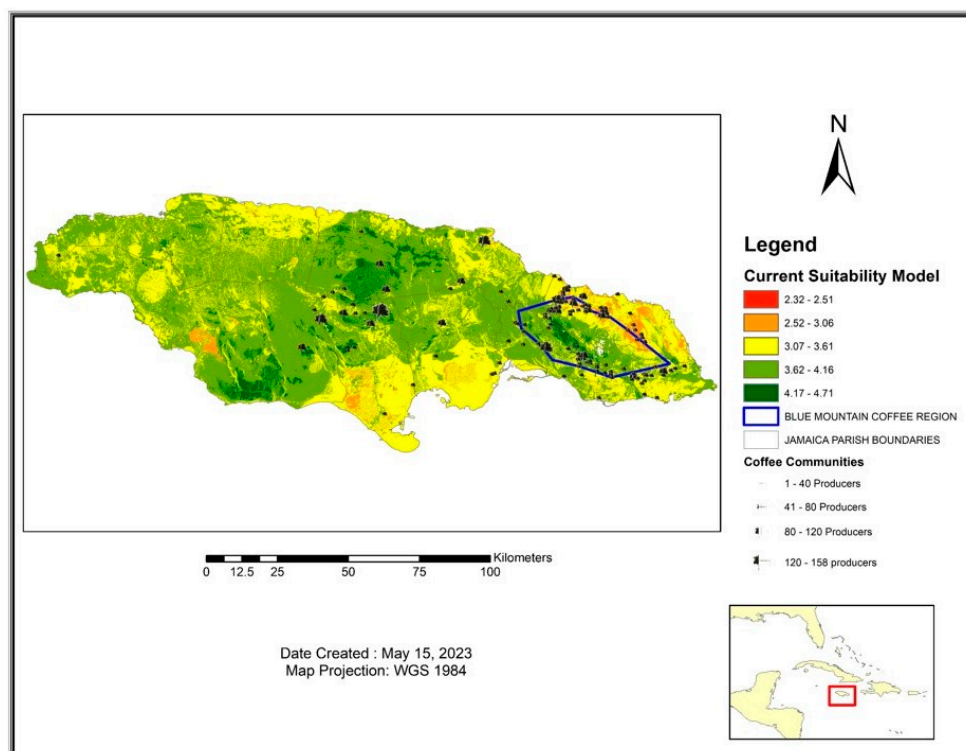 N
Legend
Current Suitability Model
2.32 - 2.51
2.52 - 3.06
3.07 - 3.61
3.62 - 4.16
4.17 - 4.71
BLUE MOUNTAIN COFFEE REGION
JAMAICA PARISH BOUNDARIES
Coffee Communities
1 - 40 Producers
41 - 80 Producers
80 - 120 Producers
120 - 158 producers
Kilometers
0 12.5 25 50 75 100
Date Created : May 15, 2023
Map Projection: WGS 1984